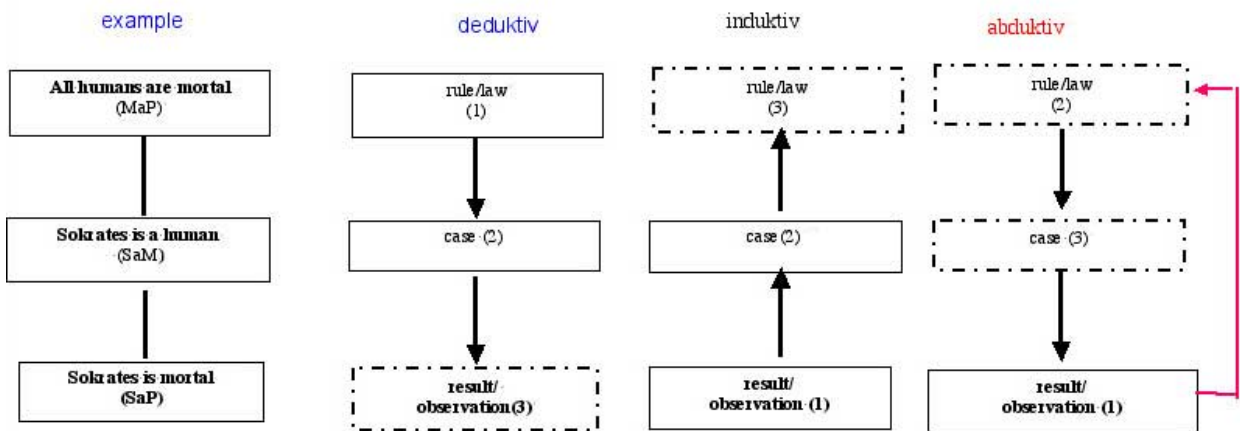 example
deduktiv
induktiv
abduktiv
All humans are mortal
(MaP)
rule/law
(1)
rule/law
(3)
rule/law
(2)
Sokrates is a human
(SaM)
case (2)
case (2)
case (3)
Sokrates is mortal
(SaP)
result/
observation(3)
result/
observation (1)
result/
observation (1)